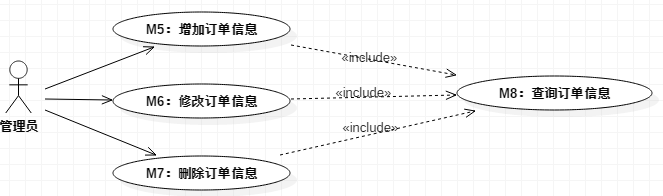 M5：增加订单信息
«include»
管理员
M6：修改订单信息
«include»
M8：查询订单信息
«include»
M7：删除订单信息